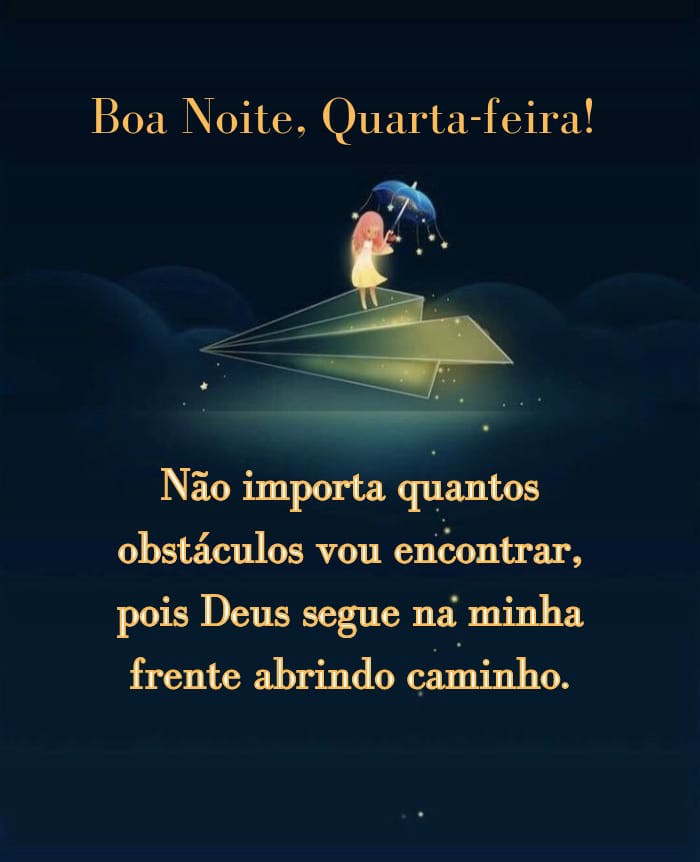 Boa Noite, Quarta-feira!
Não importa quantos
obstáculos vou encontrar,
pois Deus segue na minha
frente abrindo caminho.